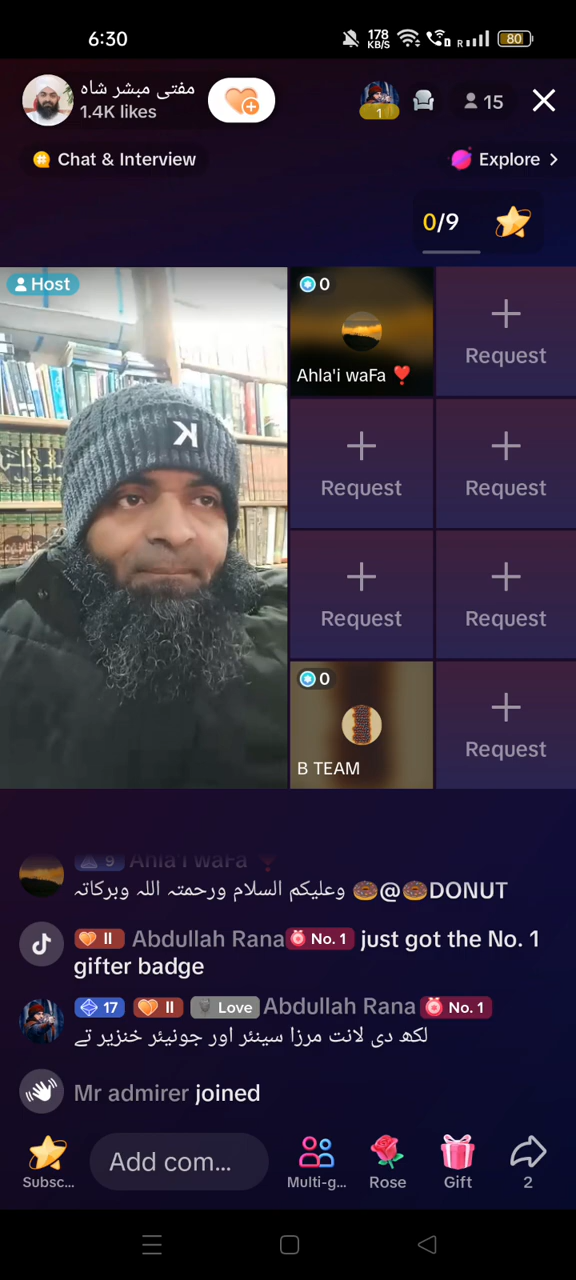 6:30
178
KB/S
R
80
مفتی مبشر شاہ
1.4K likes
1
15
Chat & Interview
Explore
0/9
Host
K
0
Ahla'i waFa ❣️
Request
Request
Request
Request
Request
0
B TEAM
Request
9 Ahla'i waFa ❣️
وعلیکم السلام ورحمتہ اللہ وبرکاتہ 🍩@🍩DONUT
II Abdullah Rana No. 1 just got the No. 1
gifter badge
17 II Love Abdullah Rana No. 1
لکھ دی لانت مرزا سینئر اور جونیئر خنزیر تے
Mr admirer joined
Subsc...
Add com...
Multi-g...
Rose
Gift
2